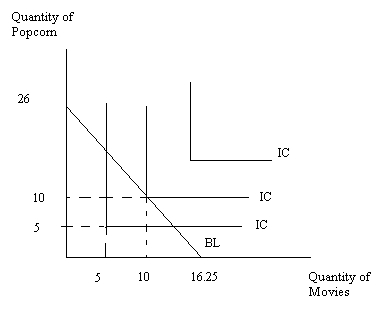 Quantity of
Popcorn
26
IC
10
IC
5
IC
BL
5 10 16.25
Quantity of
Movies